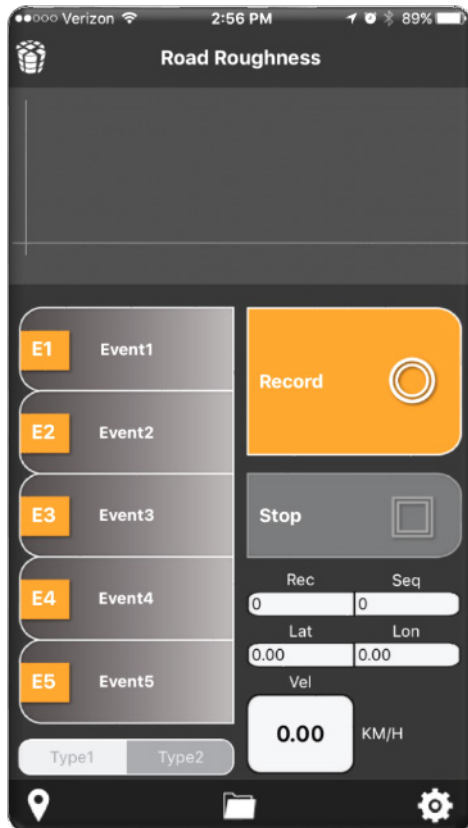 Verizon 2:56 PM 89%
Road Roughness
E1 Event1
E2 Event2
E3 Event3
E4 Event4
E5 Event5
Type1 Type2
Record
Stop
Rec Seq
0 0
Lat Lon
0.00 0.00
Vel
0.00 KM/H